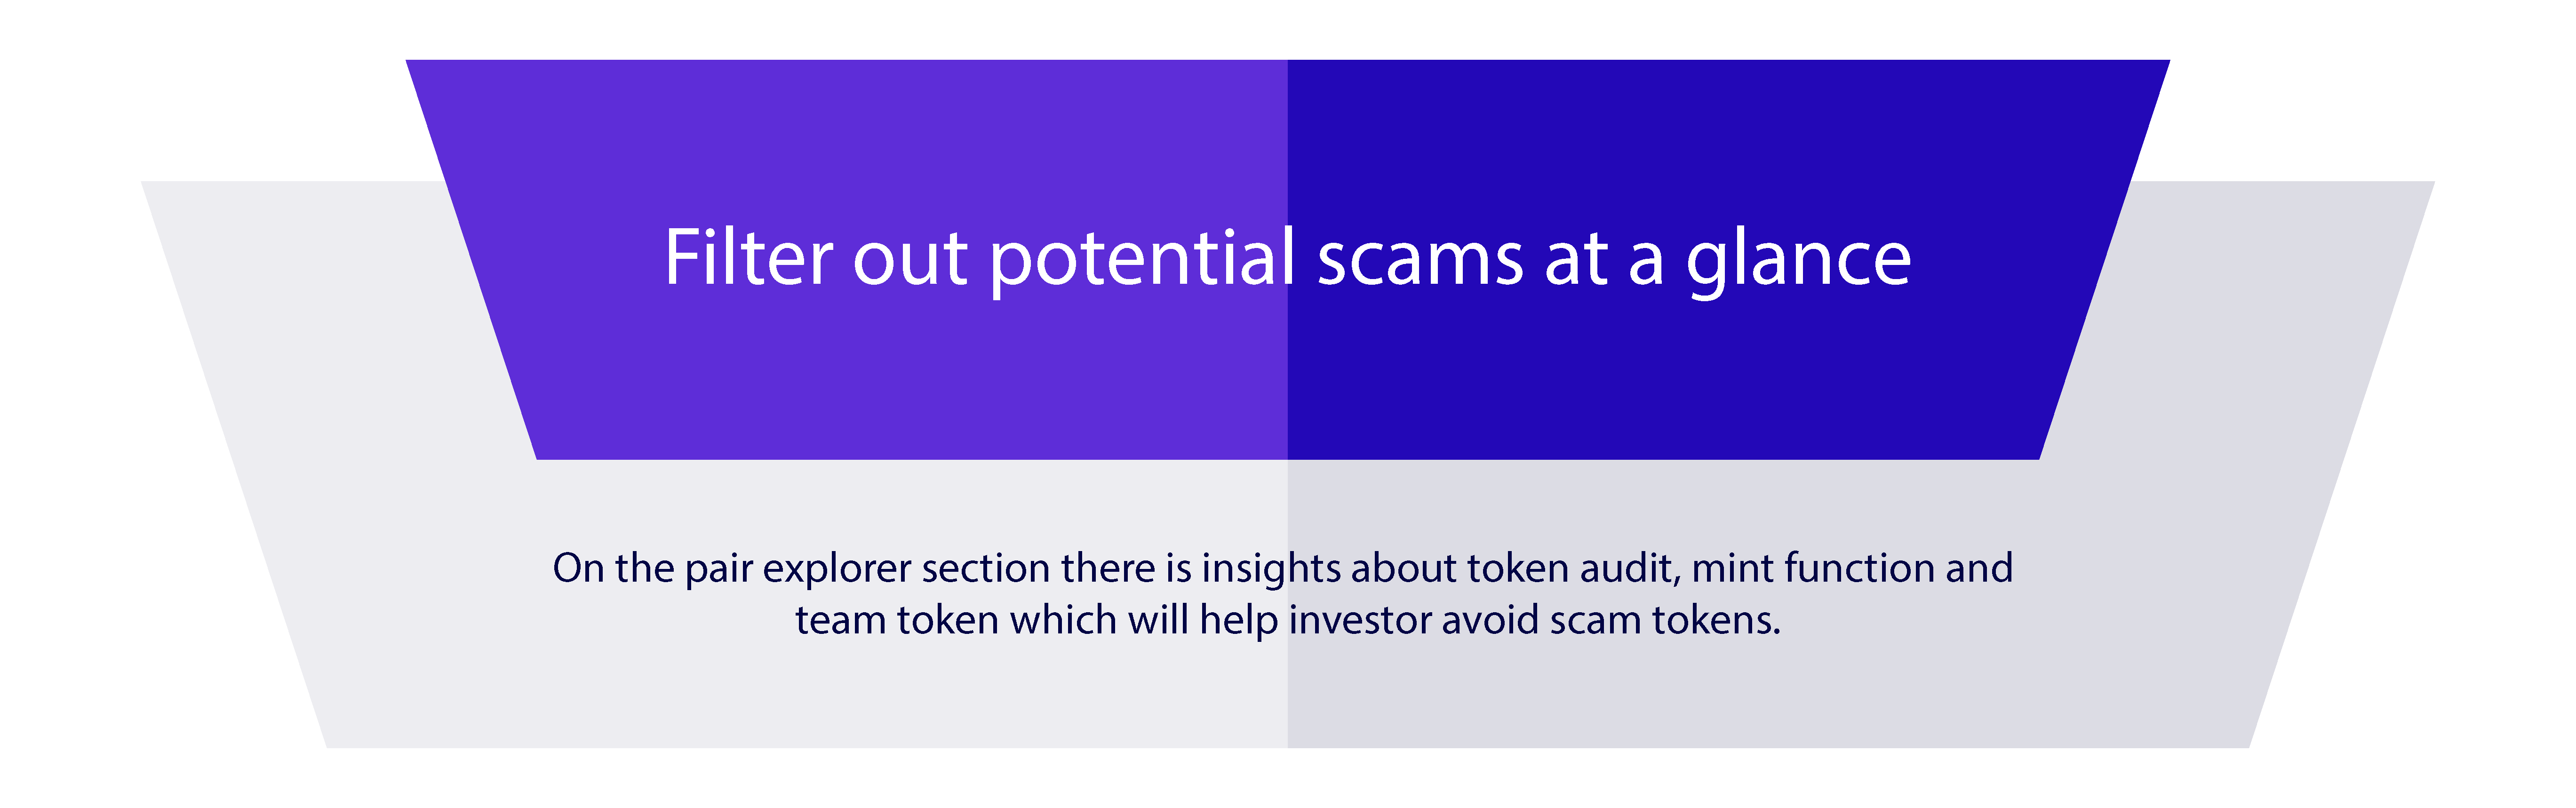 Filter out potential scams at a glance
On the pair explorer section there is insights about token audit, mint function and
team token which will help investor avoid scam tokens.